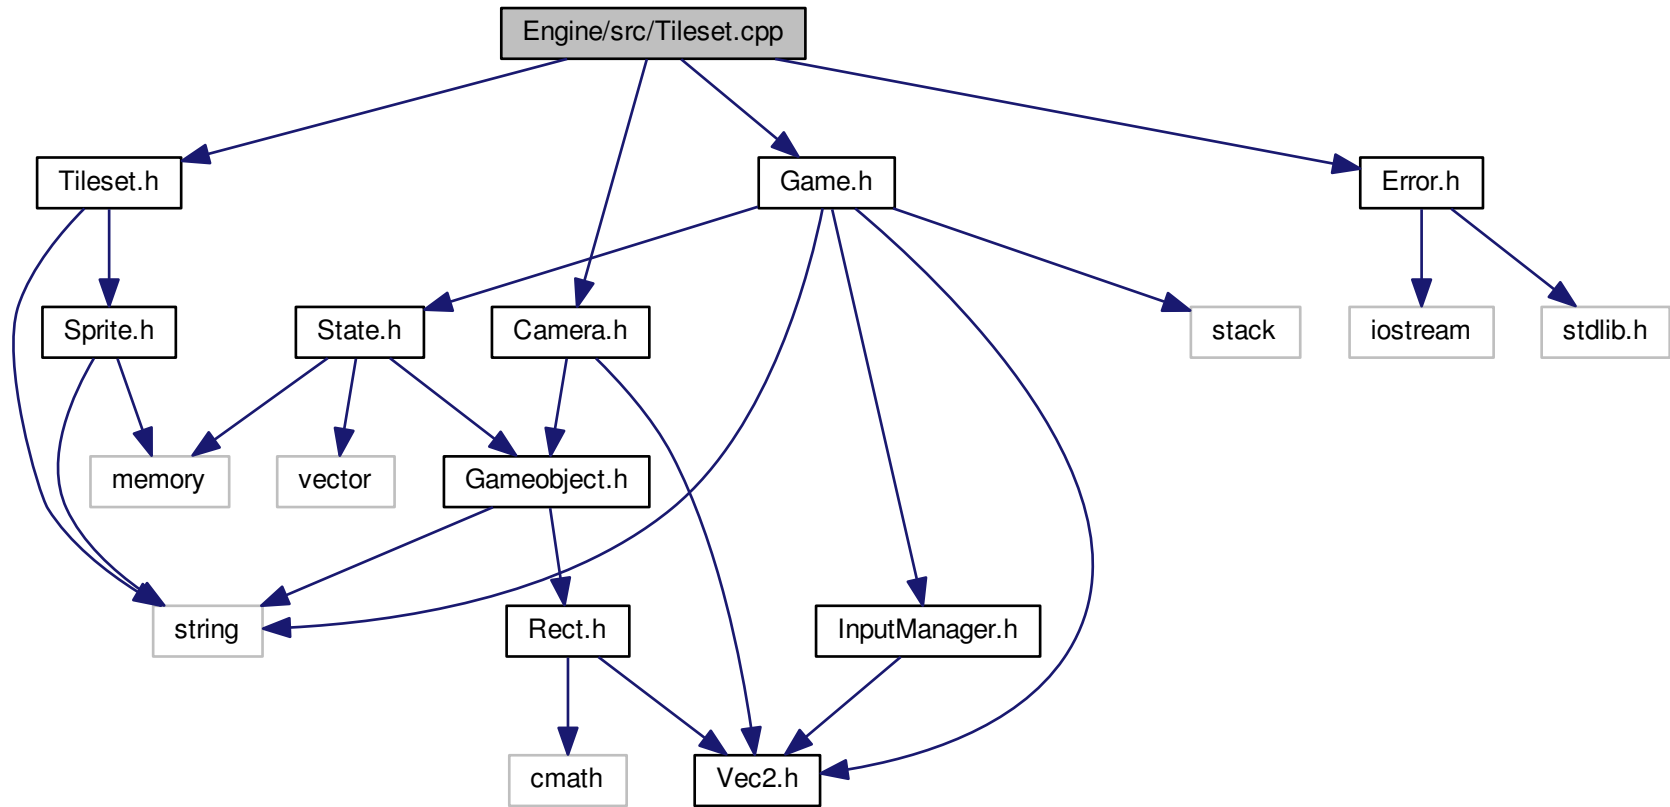 Engine/src/Tileset.cpp
Tileset.h
Game.h
Error.h
Sprite.h
State.h
Camera.h
stack
iostream
stdlib.h
memory
vector
Gameobject.h
string
Rect.h
InputManager.h
cmath
Vec2.h